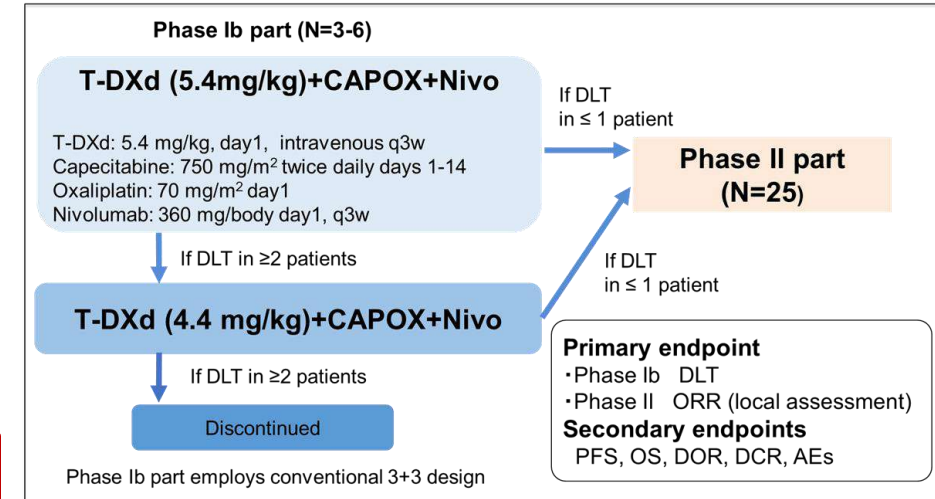 Phase Ib part (N=3-6)
T-DXd (5.4mg/kg)+CAPOX+Nivo
T-DXd: 5.4 mg/kg, day1, intravenous q3w
Capecitabine: 750 mg/m² twice daily days 1-14
Oxaliplatin: 70 mg/m² day1
Nivolumab: 360 mg/body day1, q3w
If DLT
in ≤ 1 patient
Phase II part
(N=25)
If DLT in ≥2 patients
If DLT
in ≤ 1 patient
T-DXd (4.4 mg/kg)+CAPOX+Nivo
If DLT in ≥2 patients
Discontinued
Phase Ib part employs conventional 3+3 design
Primary endpoint
・Phase Ib DLT
・Phase II ORR (local assessment)
Secondary endpoints
PFS, OS, DOR, DCR, AEs